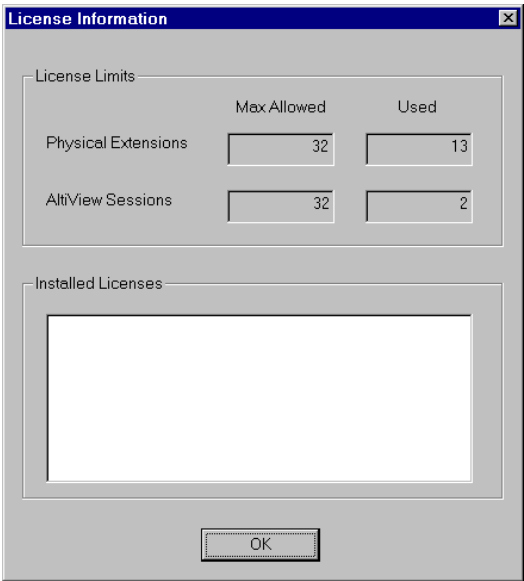 License Information
License Limits
Max Allowed Used
Physical Extensions 32 13
AltiView Sessions 32 2
Installed Licenses
OK